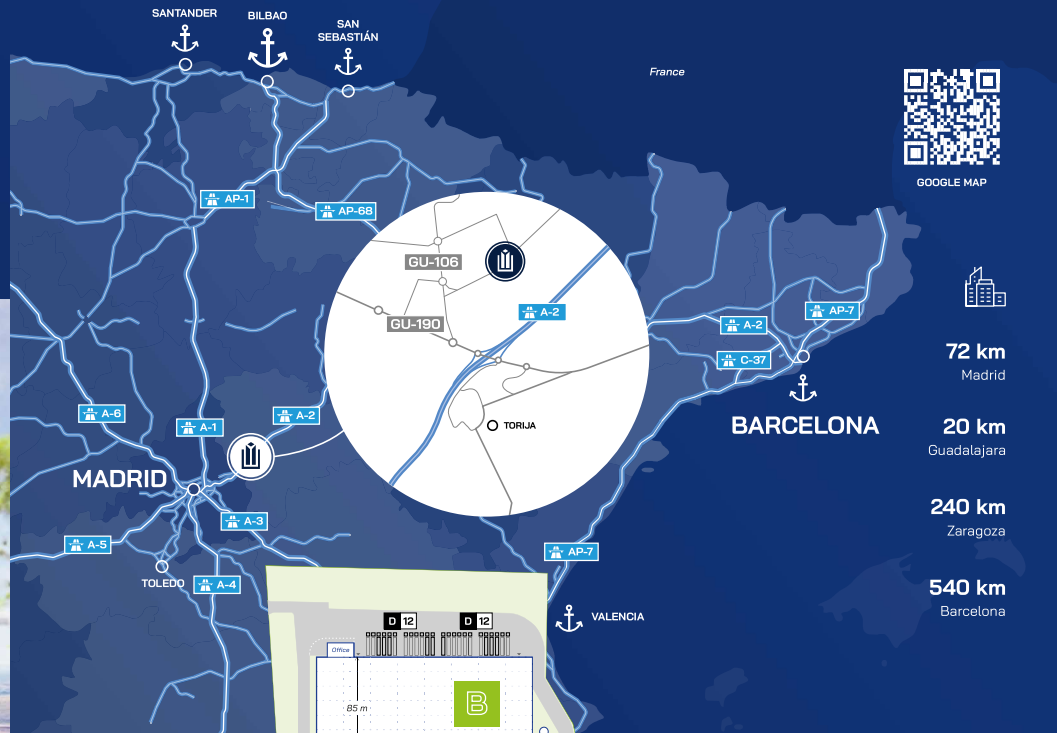 SANTANDER
BILBAO
SAN
SEBASTIÁN
France
GOOGLE MAP
AP-1
AP-68
GU-106
A-2
GU-190
A-2
AP-7
C-37
72 km
Madrid
A-6
A-1
A-2
BARCELONA
20 km
Guadalajara
TORIJA
MADRID
240 km
Zaragoza
A-3
A-5
AP-7
TOLEDO
A-4
540 km
Barcelona
VALENCIA
D 12
D 12
Office
B
85 m